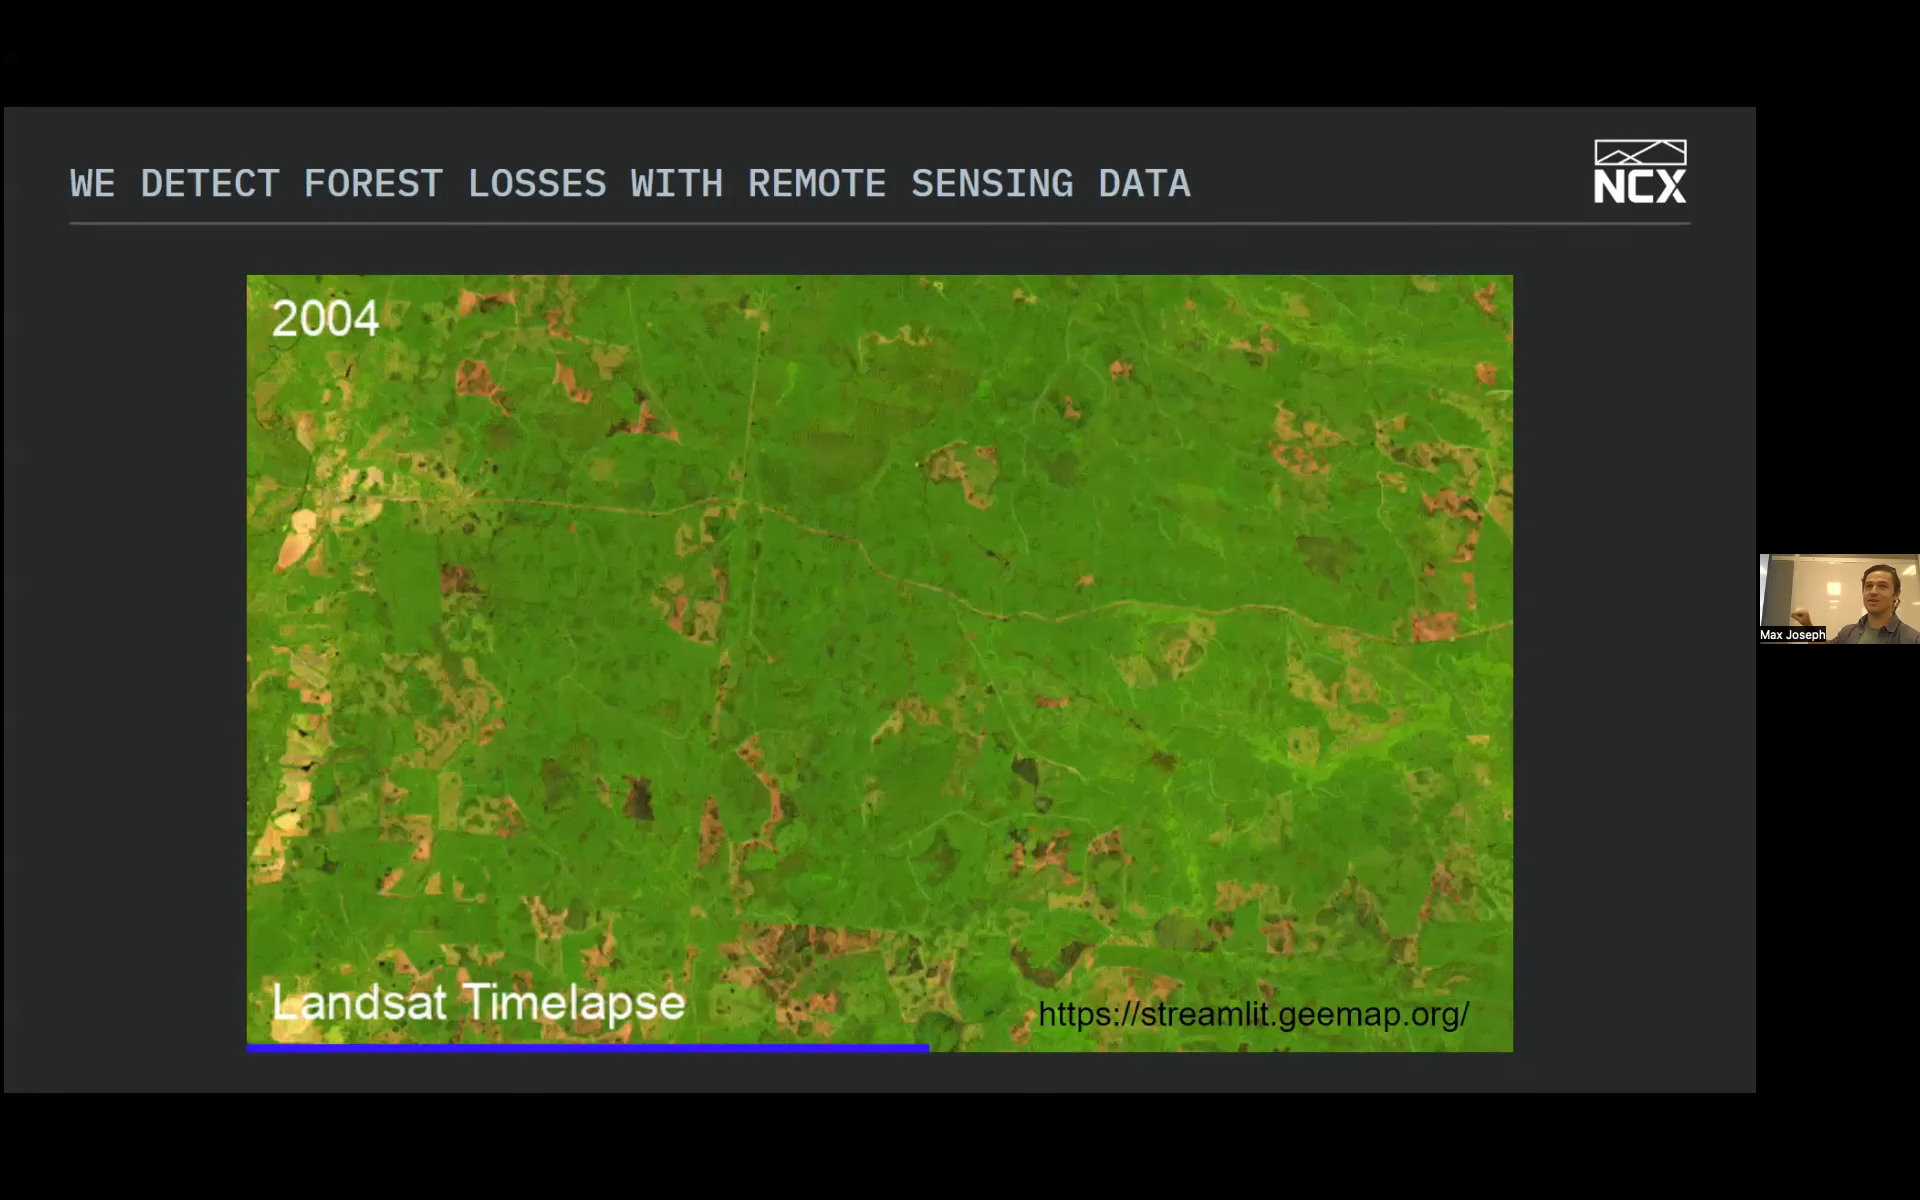 WE DETECT FOREST LOSSES WITH REMOTE SENSING DATA
NCX
2004
Landsat Timelapse
https://streamlit.geemap.org/
Max Joseph